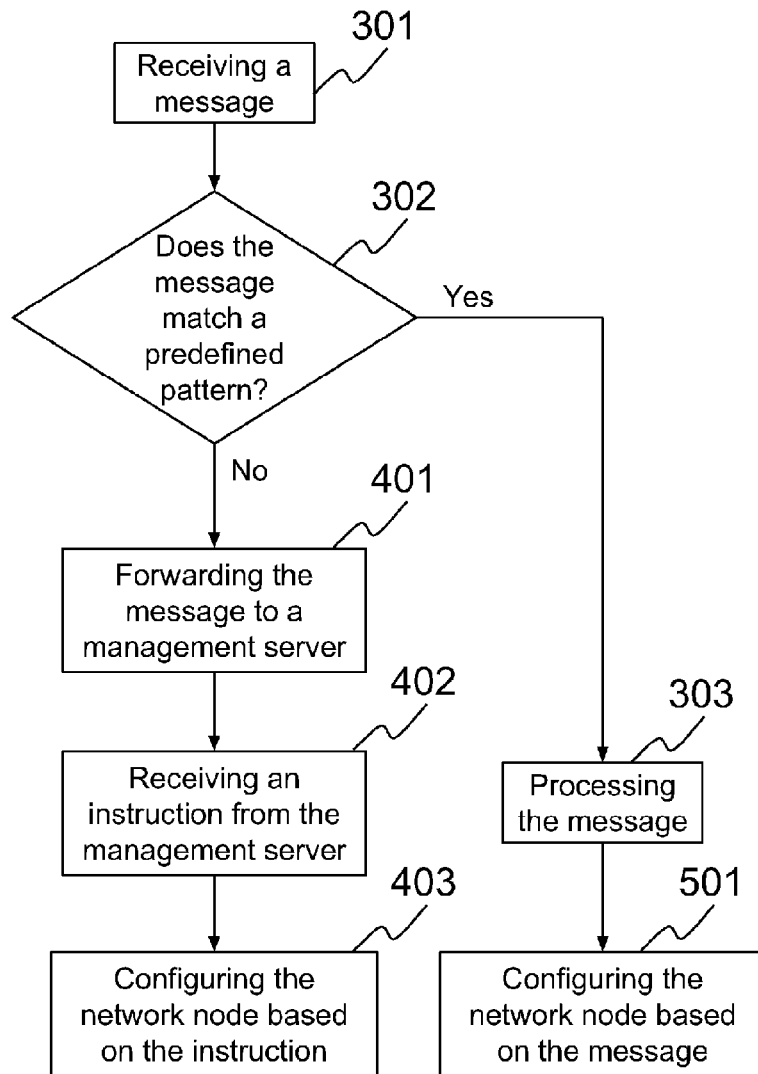 301
Receiving a
message
302
Does the
message
match a
predefined
pattern?
Yes
No
401
Forwarding the
message to a
management server
402
Receiving an
instruction from the
management server
303
Processing
the message
403
Configuring the
network node based
on the instruction
501
Configuring the
network node based
on the message